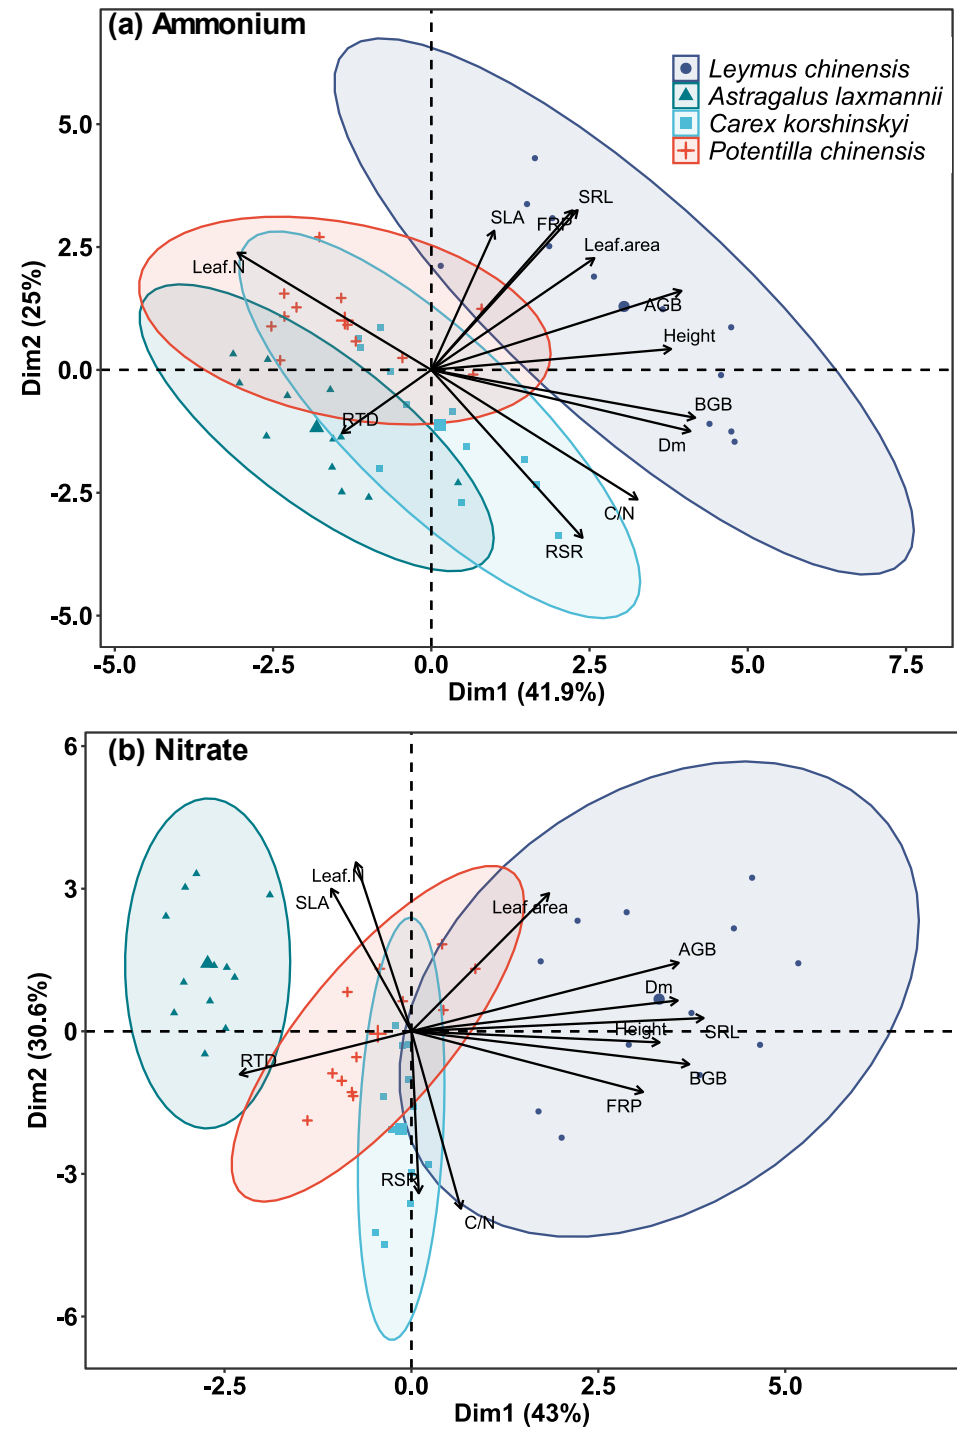 (a) Ammonium
Leymus chinensis
Astragalus laxmannii
Carex korshinskyi
Potentilla chinensis
5.0
2.5
0.0
-2.5
-5.0
Dim2 (25%)
SLA
SRL
FRP
Leaf.area
Leaf.N
AGB
Height
RTD
BGB
Dm
C/N
RSR
-5.0
-2.5
0.0
2.5
5.0
7.5
Dim1 (41.9%)
(b) Nitrate
6
3
0
-3
-6
Dim2 (30.6%)
Leaf.N
SLA
Leaf.area
AGB
Dm
Height
SRL
RTD
BGB
FRP
RSR
C/N
-2.5
0.0
2.5
5.0
Dim1 (43%)